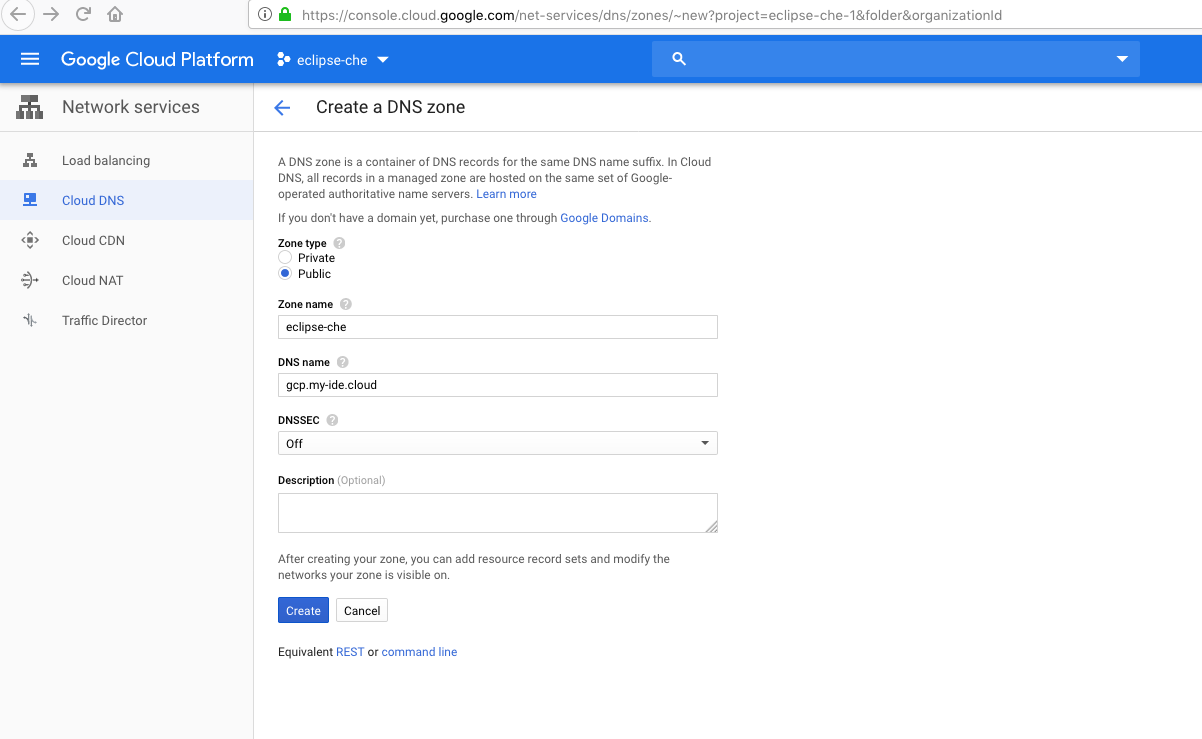 https://console.cloud.google.com/net-services/dns/zones/~new?project=eclipse-che-1&folder&organizationId
Google Cloud Platform
eclipse-che
Network services
Create a DNS zone
Load balancing
Cloud DNS
Cloud CDN
Cloud NAT
Traffic Director
A DNS zone is a container of DNS records for the same DNS name suffix. In Cloud
DNS, all records in a managed zone are hosted on the same set of Google-
operated authoritative name servers. Learn more
If you don't have a domain yet, purchase one through Google Domains.
Zone type ?
Private
Public
Zone name ?
eclipse-che
DNS name ?
gcp.my-ide.cloud
DNSSEC ?
Off
Description (Optional)
After creating your zone, you can add resource record sets and modify the
networks your zone is visible on.
Create Cancel
Equivalent REST or command line